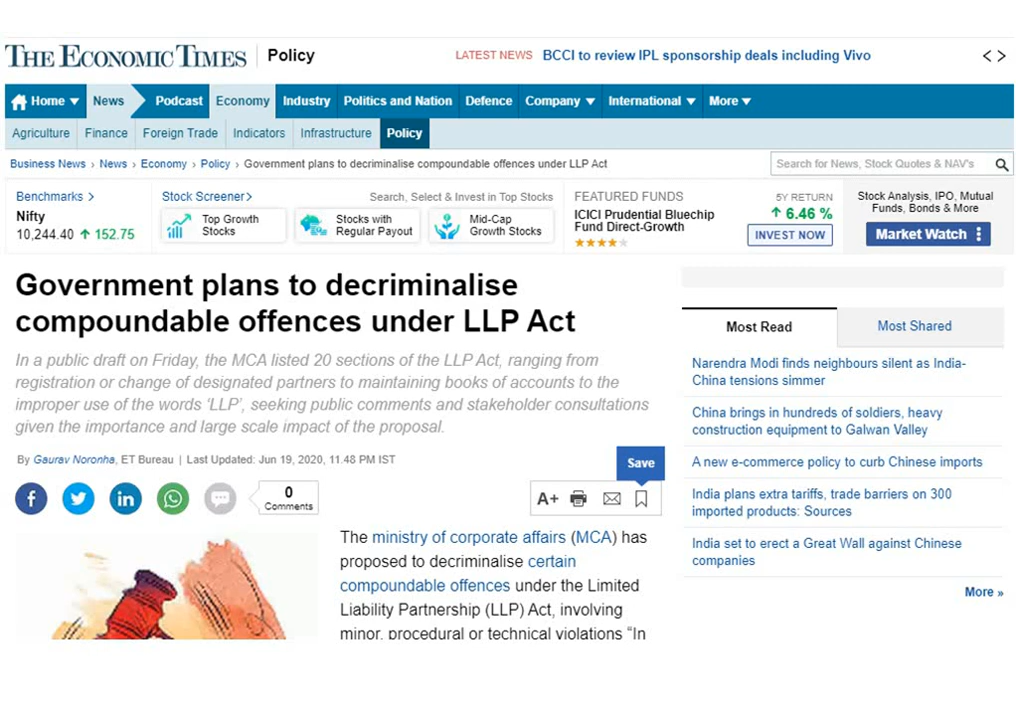 THE ECONOMIC TIMES
Policy
LATEST NEWS BCCI to review IPL sponsorship deals including Vivo
Home News Podcast Economy Industry Politics and Nation Defence Company International More
Agriculture Finance Foreign Trade Indicators Infrastructure Policy
Business News › News › Economy › Policy › Government plans to decriminalise compoundable offences under LLP Act
Search for News, Stock Quotes & NAV's
Benchmarks >
Nifty
10,244.40 ↑ 152.75
Stock Screener>
Search, Select & Invest in Top Stocks
Top Growth
Stocks
Stocks with
Regular Payout
Mid-Cap
Growth Stocks
FEATURED FUNDS
ICICI Prudential Bluechip
Fund Direct-Growth
5Y RETURN
↑ 6.46 %
INVEST NOW
Stock Analysis, IPO, Mutual
Funds, Bonds & More
Market Watch
Government plans to decriminalise
compoundable offences under LLP Act
In a public draft on Friday, the MCA listed 20 sections of the LLP Act, ranging from
registration or change of designated partners to maintaining books of accounts to the
improper use of the words ‘LLP’, seeking public comments and stakeholder consultations
given the importance and large scale impact of the proposal.
By Gaurav Noronha, ET Bureau | Last Updated: Jun 19, 2020, 11.48 PM IST
Save
0
Comments
A+
The ministry of corporate affairs (MCA) has
proposed to decriminalise certain
compoundable offences under the Limited
Liability Partnership (LLP) Act, involving
minor, procedural or technical violations “In
Most Read
Most Shared
Narendra Modi finds neighbours silent as India-
China tensions simmer
China brings in hundreds of soldiers, heavy
construction equipment to Galwan Valley
A new e-commerce policy to curb Chinese imports
India plans extra tariffs, trade barriers on 300
imported products: Sources
India set to erect a Great Wall against Chinese
companies
More »